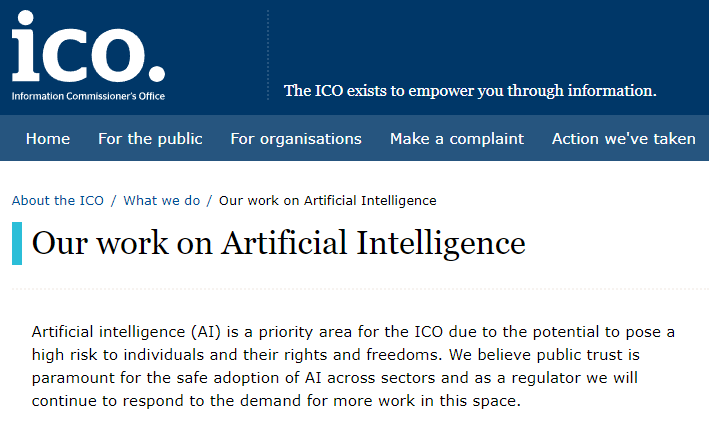 ico.
Information Commissioner's Office
The ICO exists to empower you through information.
Home For the public For organisations Make a complaint Action we've taken
About the ICO / What we do / Our work on Artificial Intelligence
Our work on Artificial Intelligence
Artificial intelligence (AI) is a priority area for the ICO due to the potential to pose a
high risk to individuals and their rights and freedoms. We believe public trust is
paramount for the safe adoption of AI across sectors and as a regulator we will
continue to respond to the demand for more work in this space.